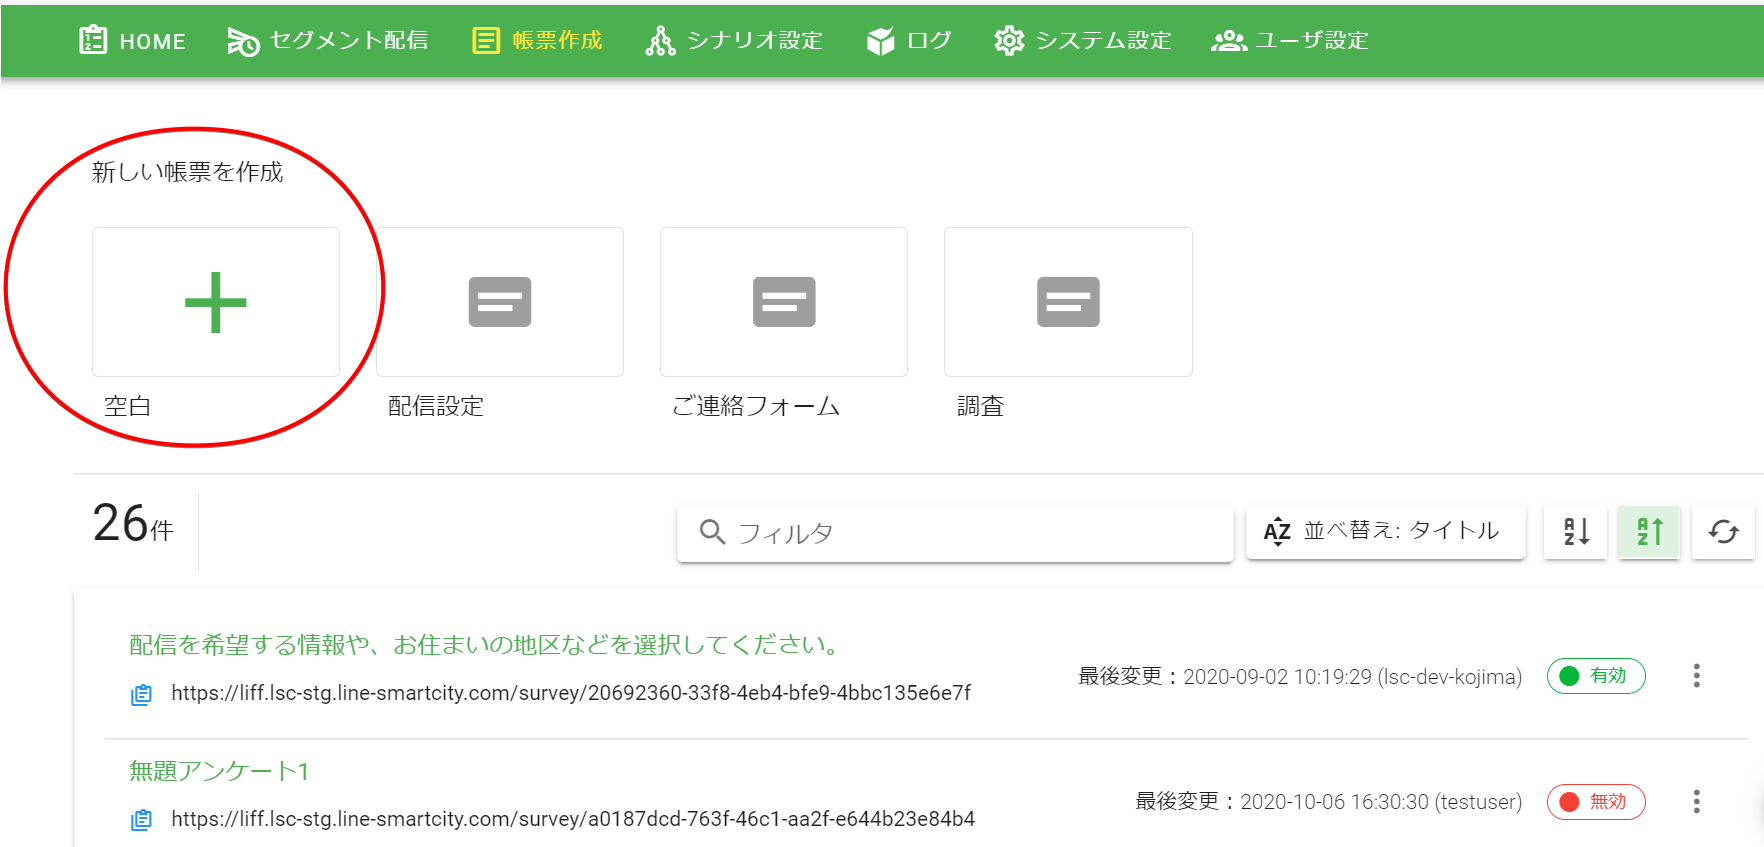 HOME セグメント配信 帳票作成 シナリオ設定 ログ システム設定 ユーザ設定
新しい帳票を作成
空白 配信設定 ご連絡フォーム 調査
26件 フィルタ AZ 並べ替え: タイトル AZ AZ
配信を希望する情報や、お住まいの地区などを選択してください。
https://liff.lsc-stg.line-smartcity.com/survey/20692360-33f8-4eb4-bfe9-4bbc135e6e7f
最後変更：2020-09-02 10:19:29 (lsc-dev-kojima) 有効
無題アンケート1
https://liff.lsc-stg.line-smartcity.com/survey/a0187dcd-763f-46c1-aa2f-e644b23e84b4
最後変更：2020-10-06 16:30:30 (testuser) 無効